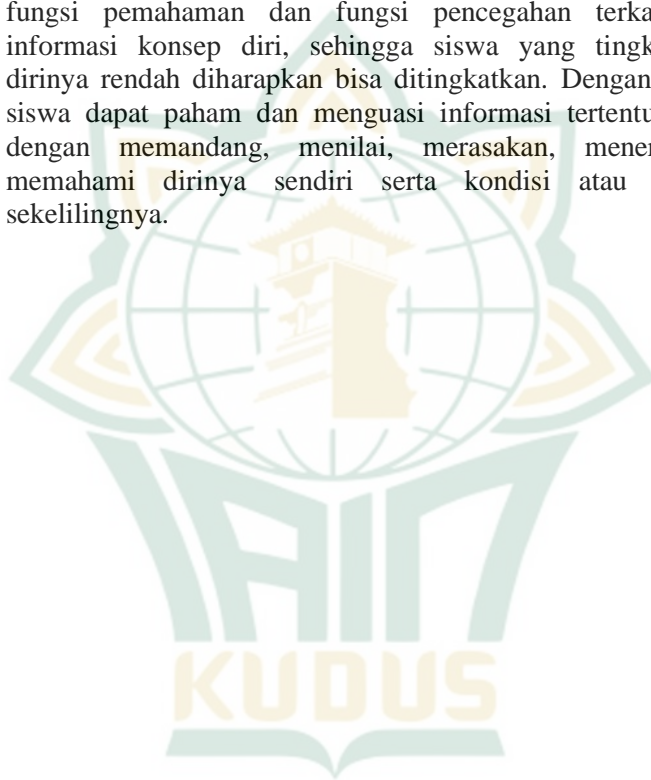 fungsi pemahaman dan fungsi pencegahan terka
informasi konsep diri, sehingga siswa yang tingk
dirinya rendah diharapkan bisa ditingkatkan. Dengan
siswa dapat paham dan menguasi informasi tertentu
dengan memandang, menilai, merasakan, mener
memahami dirinya sendiri serta kondisi atau
sekelilingnya.
IAIN
KUDUS